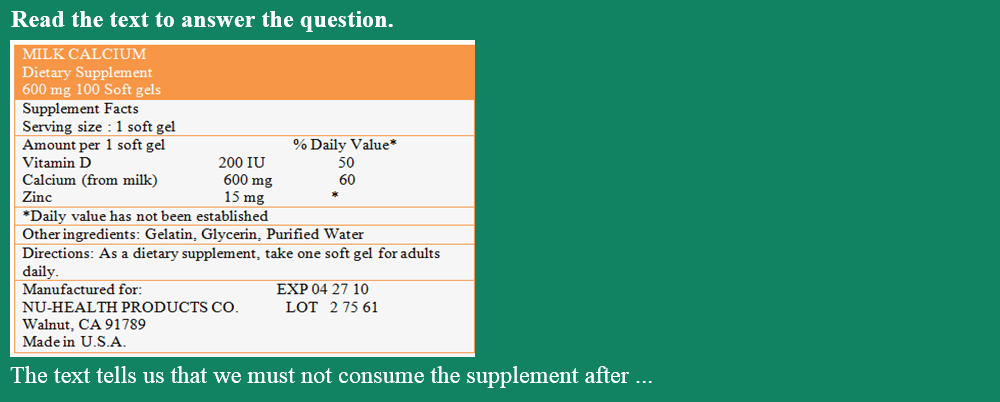 Read the text to answer the question.
MILK CALCIUM
Dietary Supplement
600 mg 100 Soft gels
Supplement Facts
Serving size : 1 soft gel
Amount per 1 soft gel % Daily Value*
Vitamin D 200 IU 50
Calcium (from milk) 600 mg 60
Zinc 15 mg *
*Daily value has not been established
Other ingredients: Gelatin, Glycerin, Purified Water
Directions: As a dietary supplement, take one soft gel for adults
daily.
Manufactured for: EXP 04 27 10
NU-HEALTH PRODUCTS CO. LOT 2 75 61
Walnut, CA 91789
Made in U.S.A.
The text tells us that we must not consume the supplement after ...